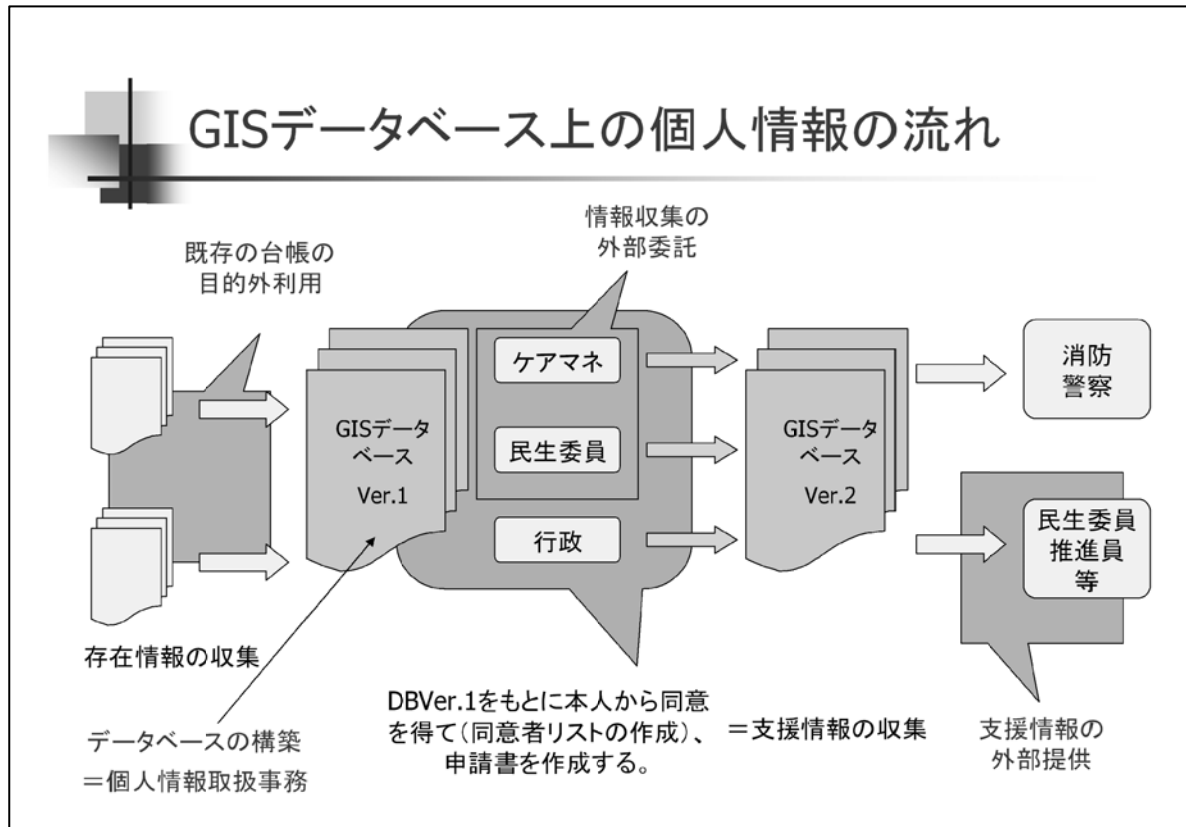 GISデータベース上の個人情報の流れ
情報収集の
外部委託
既存の台帳の
目的外利用
ケアマネ
消防
警察
GISデータ
ベース
Ver.1
民生委員
GISデータ
ベース
Ver.2
行政
民生委員
推進員
等
存在情報の収集
DBVer.1をもとに本人から同意
を得て(同意者リストの作成)、
申請書を作成する。
＝支援情報の収集
支援情報の
外部提供
データベースの構築
＝個人情報取扱事務